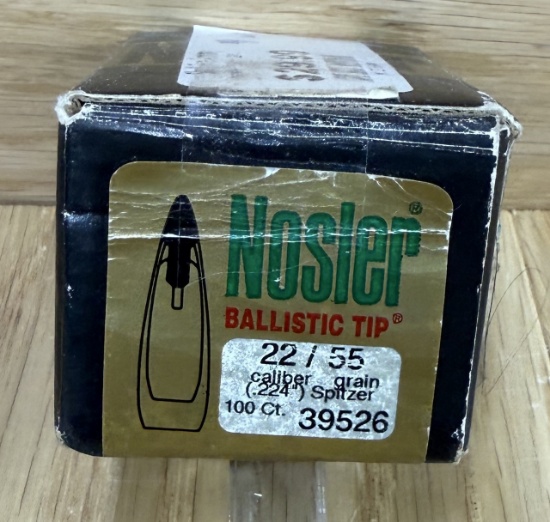 Nosler®
BALLISTIC TIP®
22 / 55
caliber grain
(.224") Spitzer
100 Ct. 39526